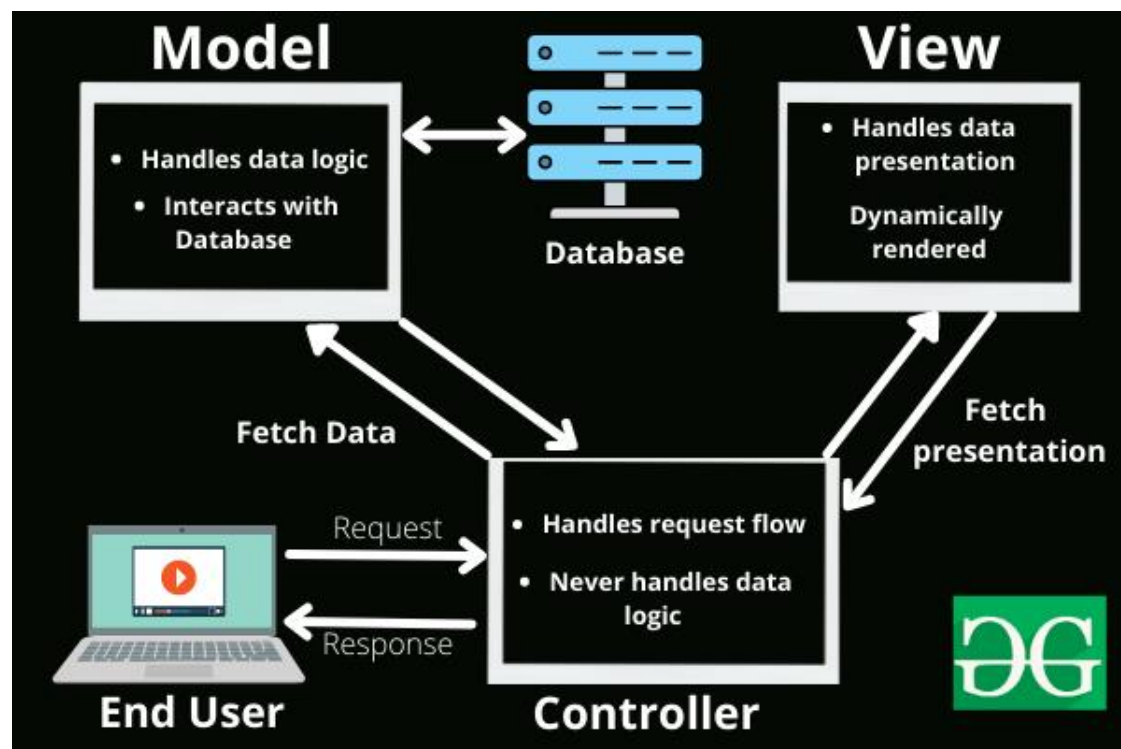 Model
View
• Handles data logic
• Interacts with
Database
Database
• Handles data
presentation
Dynamically
rendered
Fetch Data
Fetch
presentation
Request
Response
• Handles request flow
• Never handles data
logic
End User
Controller